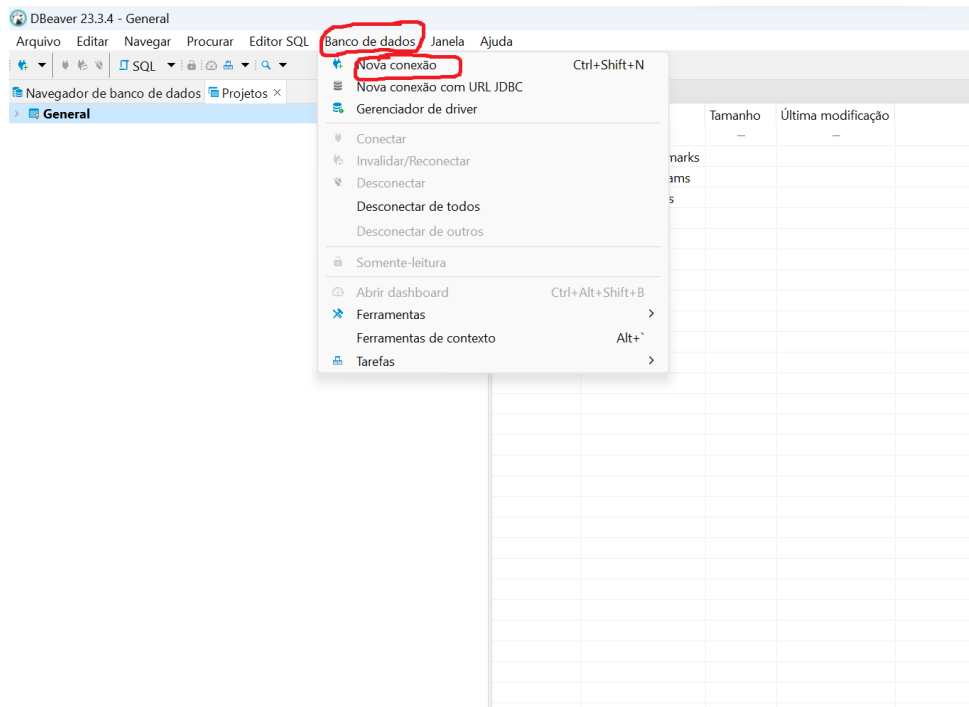 DBeaver 23.3.4 - General
Arquivo Editar Navegar Procurar Editor SQL Banco de dados Janela Ajuda
SQL
Navegador de banco de dados Projetos
General
Nova conexão Ctrl+Shift+N
Nova conexão com URL JDBC
Gerenciador de driver
Conectar
Invalidar/Reconectar
Desconectar
Desconectar de todos
Desconectar de outros
Somente-leitura
Abrir dashboard Ctrl+Alt+Shift+B
Ferramentas
Ferramentas de contexto Alt+`
Tarefas
Tamanho Última modificação
marks
ams
s